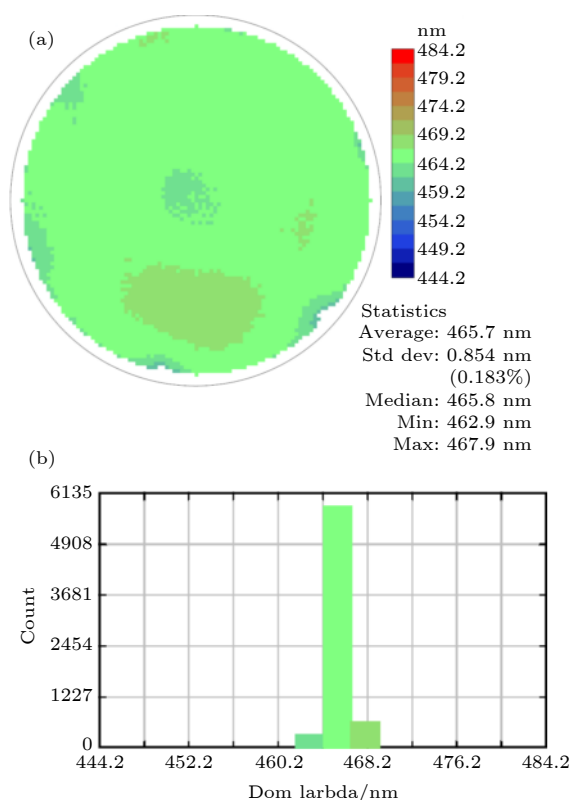 (a)
nm
484.2
479.2
474.2
469.2
464.2
459.2
454.2
449.2
444.2
Statistics
Average: 465.7 nm
Std dev: 0.854 nm
(0.183%)
Median: 465.8 nm
Min: 462.9 nm
Max: 467.9 nm
(b)
6135
4908
3681
2454
1227
0
Count
444.2 452.2 460.2 468.2 476.2 484.2
Dom larbda/nm